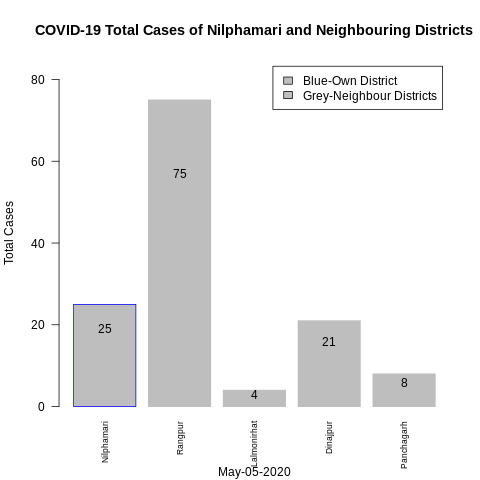 COVID-19 Total Cases of Nilphamari and Neighbouring Districts
Blue-Own District
Grey-Neighbour Districts
Total Cases
80
60
40
20
0
25
75
4
21
8
Nilphamari
Rangpur
Lalmonirhat
Dinajpur
Panchagarh
May-05-2020